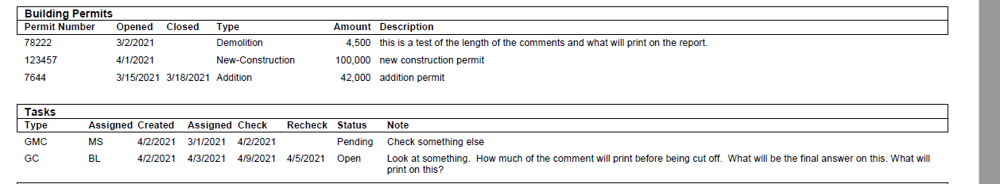 Building Permits
Permit Number Opened Closed Type Amount Description
78222 3/2/2021 Demolition 4,500 this is a test of the length of the comments and what will print on the report.
123457 4/1/2021 New-Construction 100,000 new construction permit
7644 3/15/2021 3/18/2021 Addition 42,000 addition permit
Tasks
Type Assigned Created Assigned Check Recheck Status Note
GMC MS 4/2/2021 3/1/2021 4/2/2021 Pending Check something else
GC BL 4/2/2021 4/3/2021 4/9/2021 4/5/2021 Open Look at something. How much of the comment will print before being cut off. What will be the final answer on this. What will
print on this?